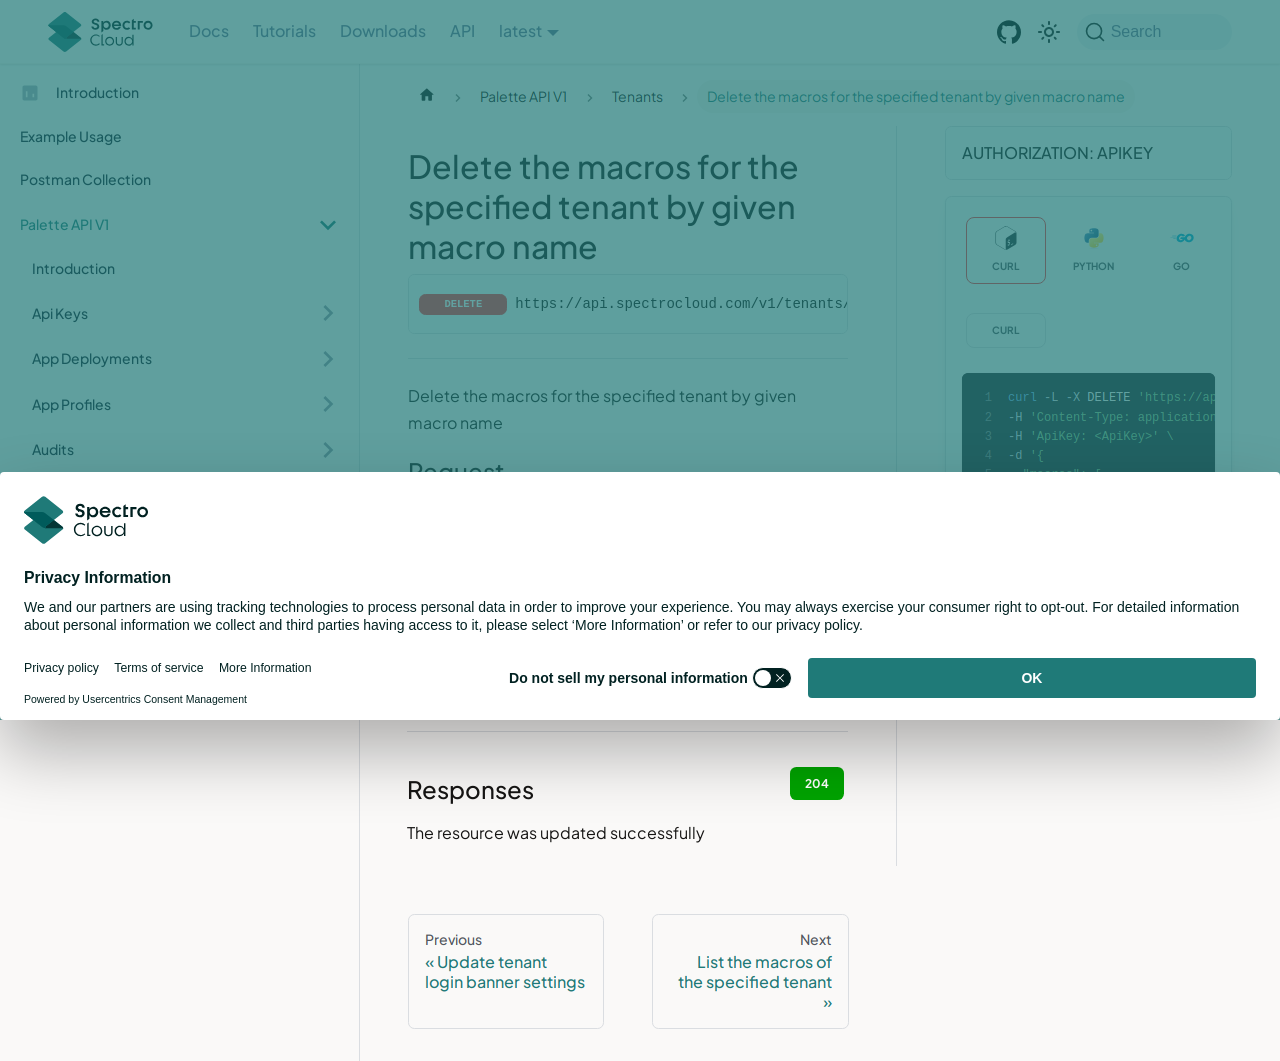 Spectro Cloud
Docs Tutorials Downloads API latest Search
Introduction
Example Usage
Postman Collection
Palette API V1
Introduction
Api Keys
App Deployments
App Profiles
Audits
Palette API V1 Tenants Delete the macros for the specified tenant by given macro name
Delete the macros for the
specified tenant by given
macro name
DELETE https://api.spectrocloud.com/v1/tenants/
Delete the macros for the specified tenant by given
macro name
Request
AUTHORIZATION: APIKEY
CURL PYTHON GO
CURL
1 curl -L -X DELETE 'https://ap
2 -H 'Content-Type: application
3 -H 'ApiKey: <ApiKey>' \
4 -d '{
Spectro
Cloud
Privacy Information
We and our partners are using tracking technologies to process personal data in order to improve your experience. You may always exercise your consumer right to opt-out. For detailed information
about personal information we collect and third parties having access to it, please select ‘More Information’ or refer to our privacy policy.
Privacy policy Terms of service More Information
Do not sell my personal information
OK
Powered by Usercentrics Consent Management
Responses
204
The resource was updated successfully
Previous
« Update tenant
login banner settings
Next
List the macros of
the specified tenant
»